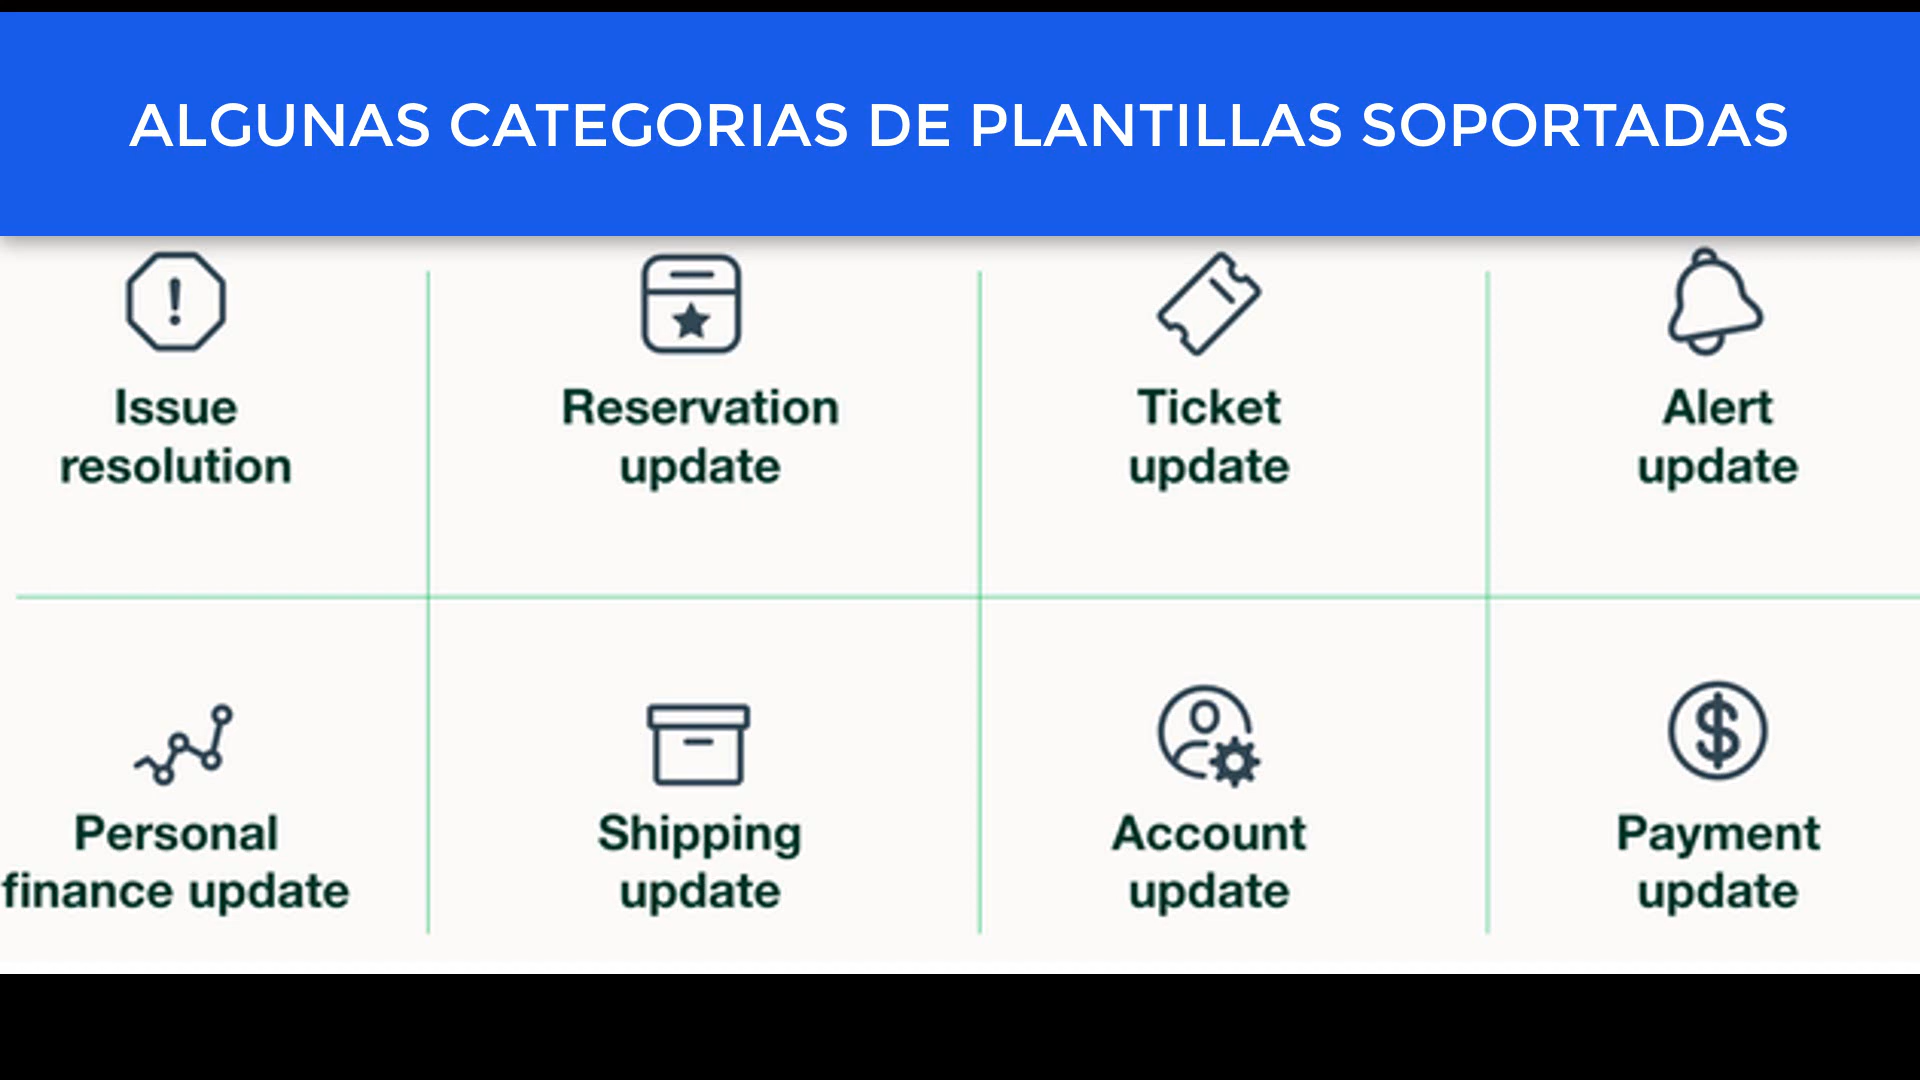 ALGUNAS CATEGORIAS DE PLANTILLAS SOPORTADAS
Issue
resolution
Reservation
update
Ticket
update
Alert
update
Personal
finance update
Shipping
update
Account
update
Payment
update